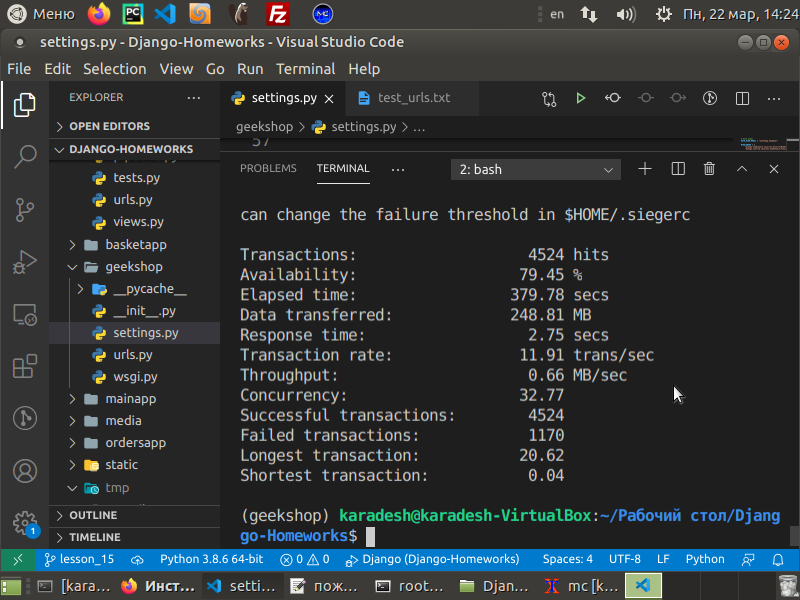 Меню
en
Пн, 22 мар, 14:24
settings.py - Django-Homeworks - Visual Studio Code
File Edit Selection View Go Run Terminal Help
EXPLORER
OPEN EDITORS
DJANGO-HOMEWORKS
tests.py
urls.py
views.py
basketapp
geekshop
__pycache__
__init__.py
settings.py
urls.py
wsgi.py
mainapp
media
ordersapp
static
tmp
OUTLINE
TIMELINE
1
settings.py
test_urls.txt
geekshop > settings.py > ...
57
PROBLEMS TERMINAL
2: bash
can change the failure threshold in $HOME/.siegerc
Transactions: 4524 hits
Availability: 79.45 %
Elapsed time: 379.78 secs
Data transferred: 248.81 MB
Response time: 2.75 secs
Transaction rate: 11.91 trans/sec
Throughput: 0.66 MB/sec
Concurrency: 32.77
Successful transactions: 4524
Failed transactions: 1170
Longest transaction: 20.62
Shortest transaction: 0.04
(geekshop) karadesh@karadesh-VirtualBox:~/Рабочий стол/Djan
go-Homeworks$
lesson_15 Python 3.8.6 64-bit 0 0 Django (Django-Homeworks) Spaces: 4 UTF-8 LF Python
[kara... Инст... setti... пож... root... Djan... mc [k...